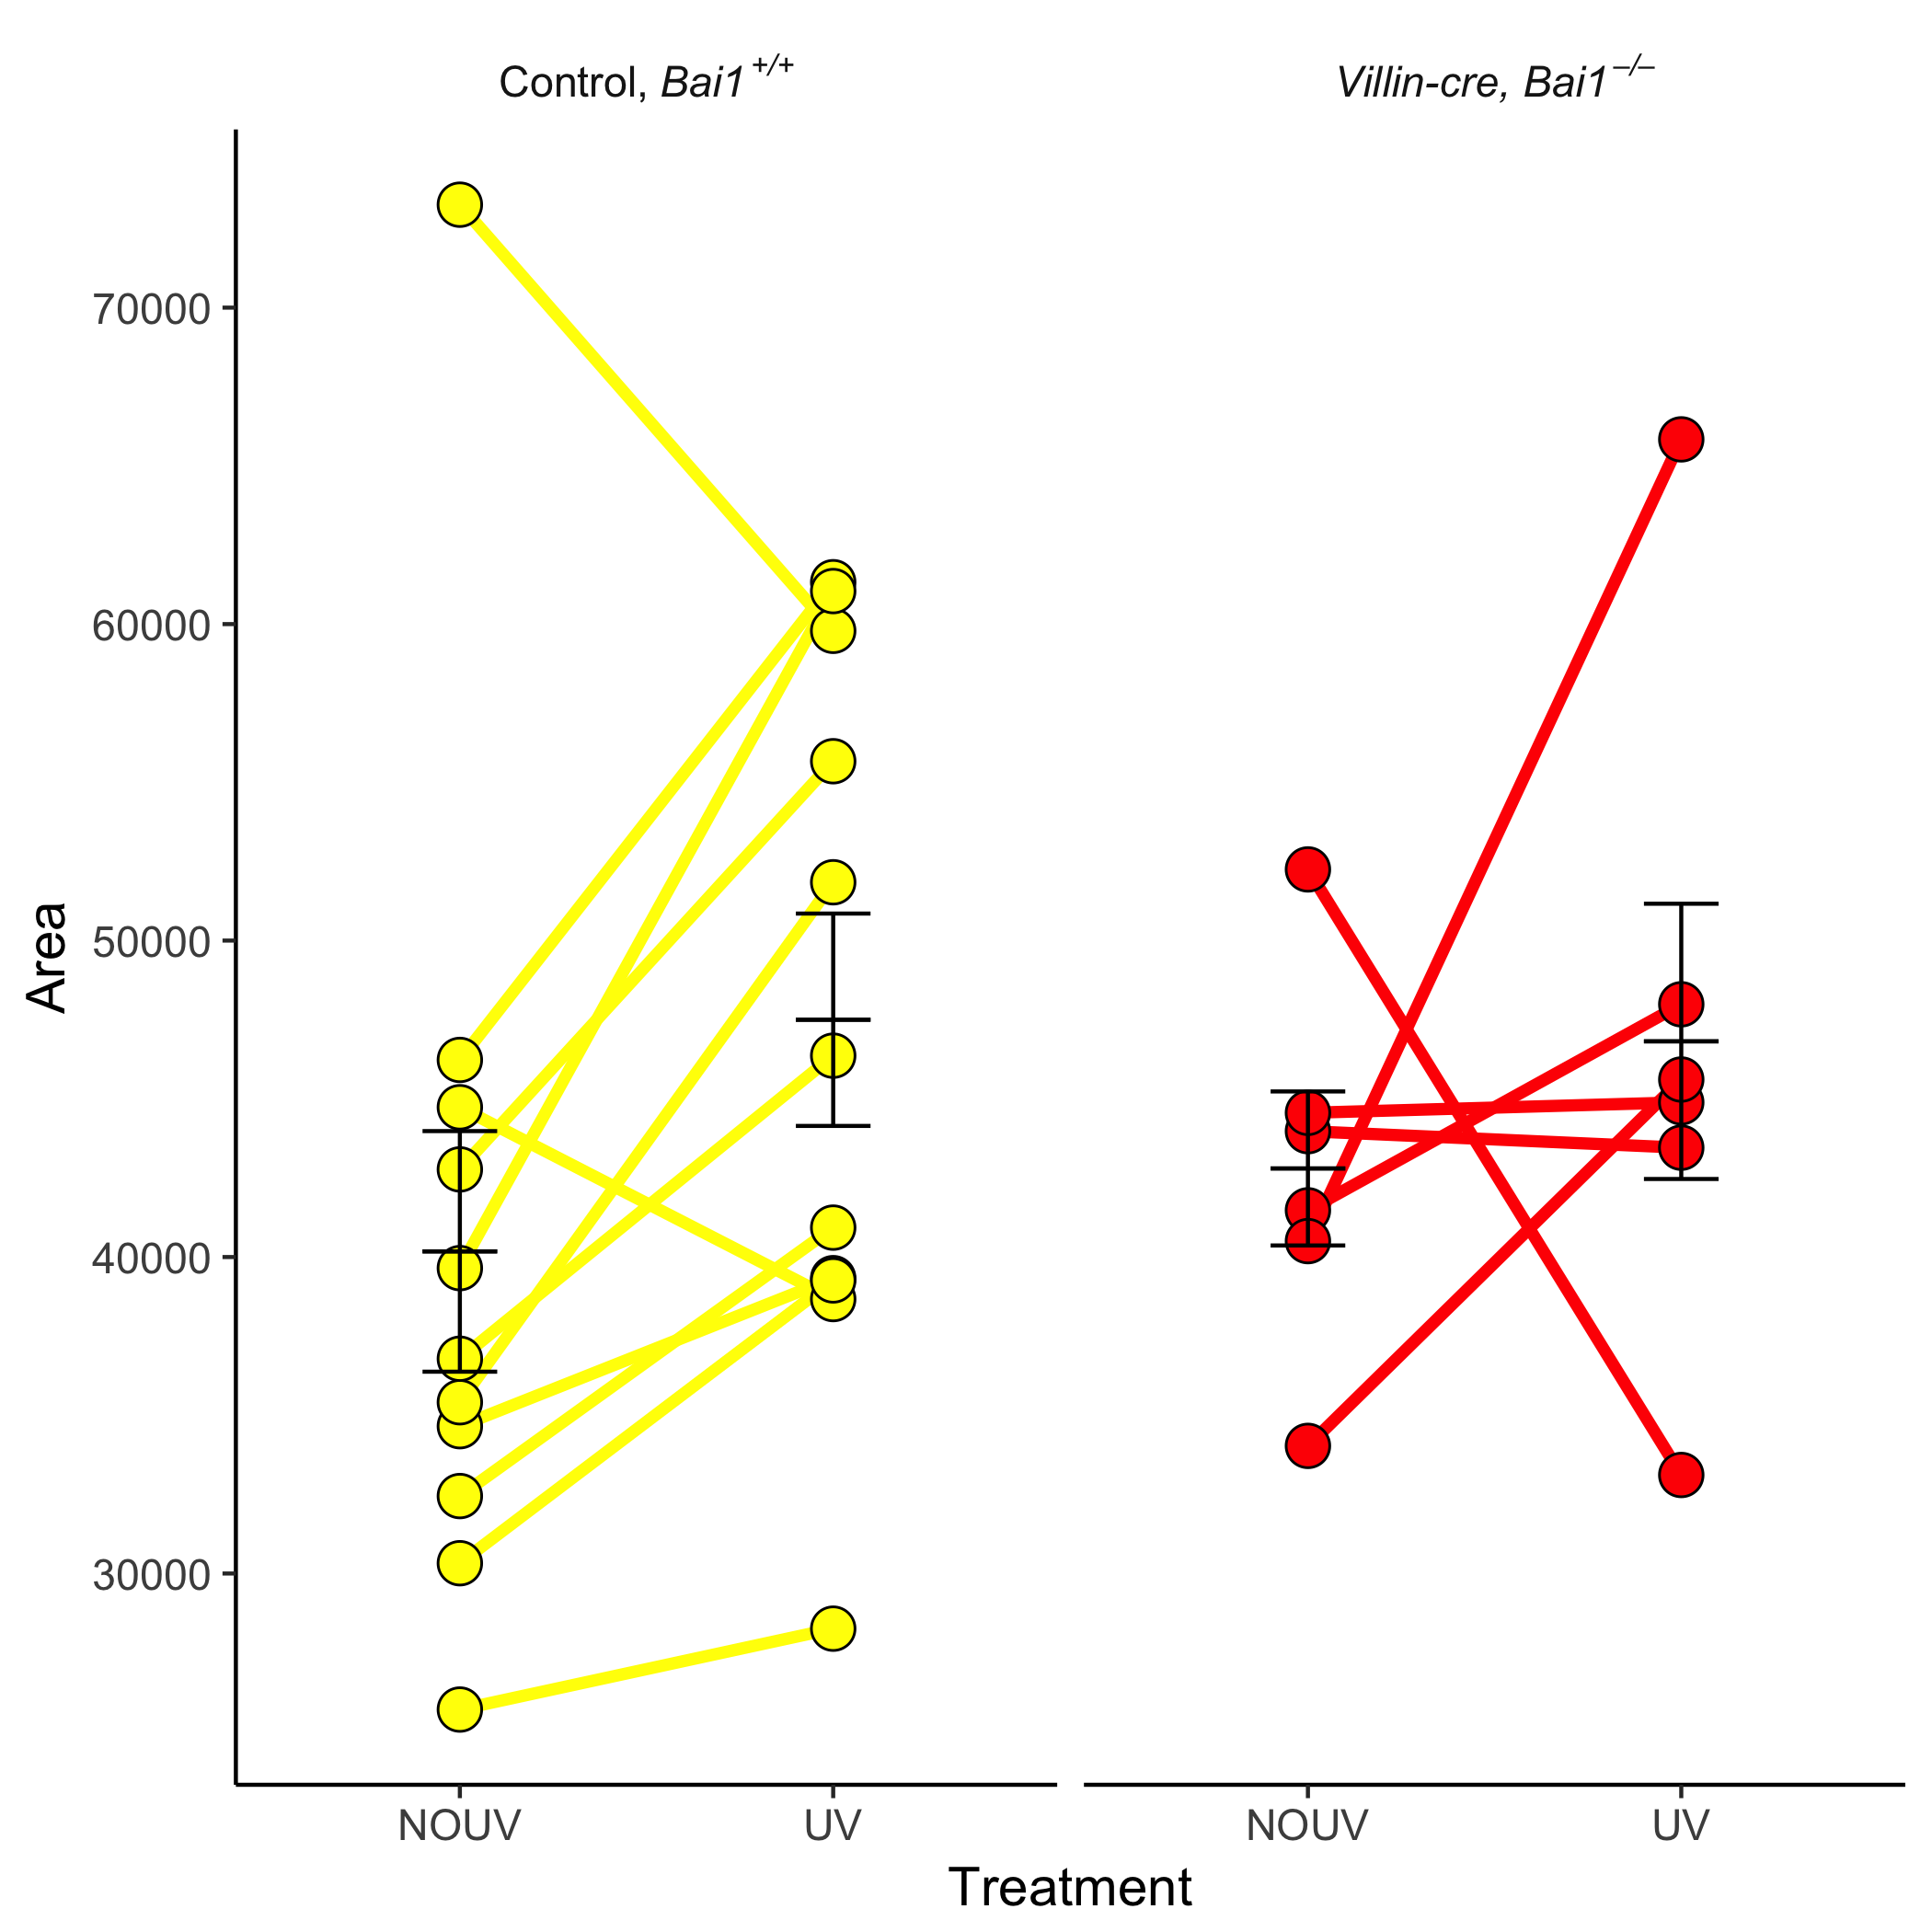 Control, Bai1 +/+
Villin-cre, Bai1 −/−
70000
60000
50000
40000
30000
Area
NOUV
UV
NOUV
UV
Treatment